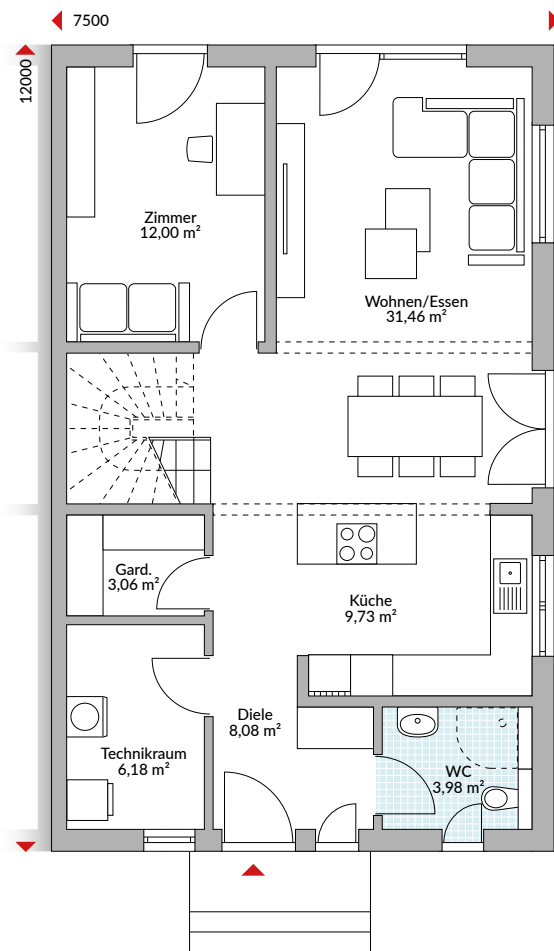 7500
12000
Zimmer
12,00 m²
Wohnen/Essen
31,46 m²
Gard.
3,06 m²
Küche
9,73 m²
Diele
8,08 m²
Technikraum
6,18 m²
WC
3,98 m²